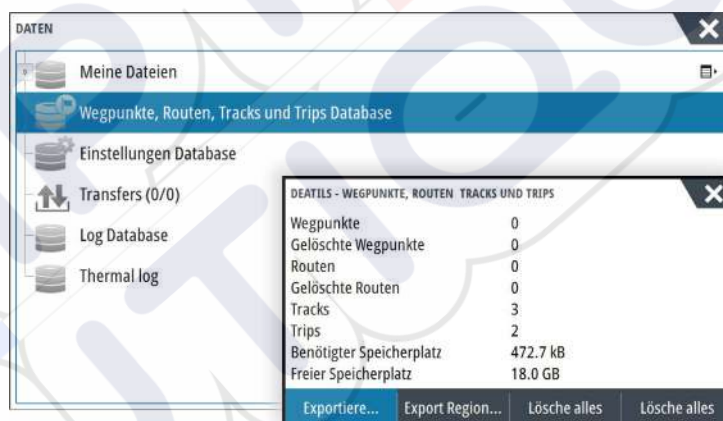 DATEN
Meine Dateien
Wegpunkte, Routen, Tracks und Trips Database
Einstellungen Database
Transfers (0/0)
Log Database
Thermal log
DEATILS - WEGPUNKTE, ROUTEN TRACKS UND TRIPS
Wegpunkte 0
Gelöschte Wegpunkte 0
Routen 0
Gelöschte Routen 0
Tracks 3
Trips 2
Benötigter Speicherplatz 472.7 kB
Freier Speicherplatz 18.0 GB
Exportiere... Export Region... Lösche alles Lösche alles